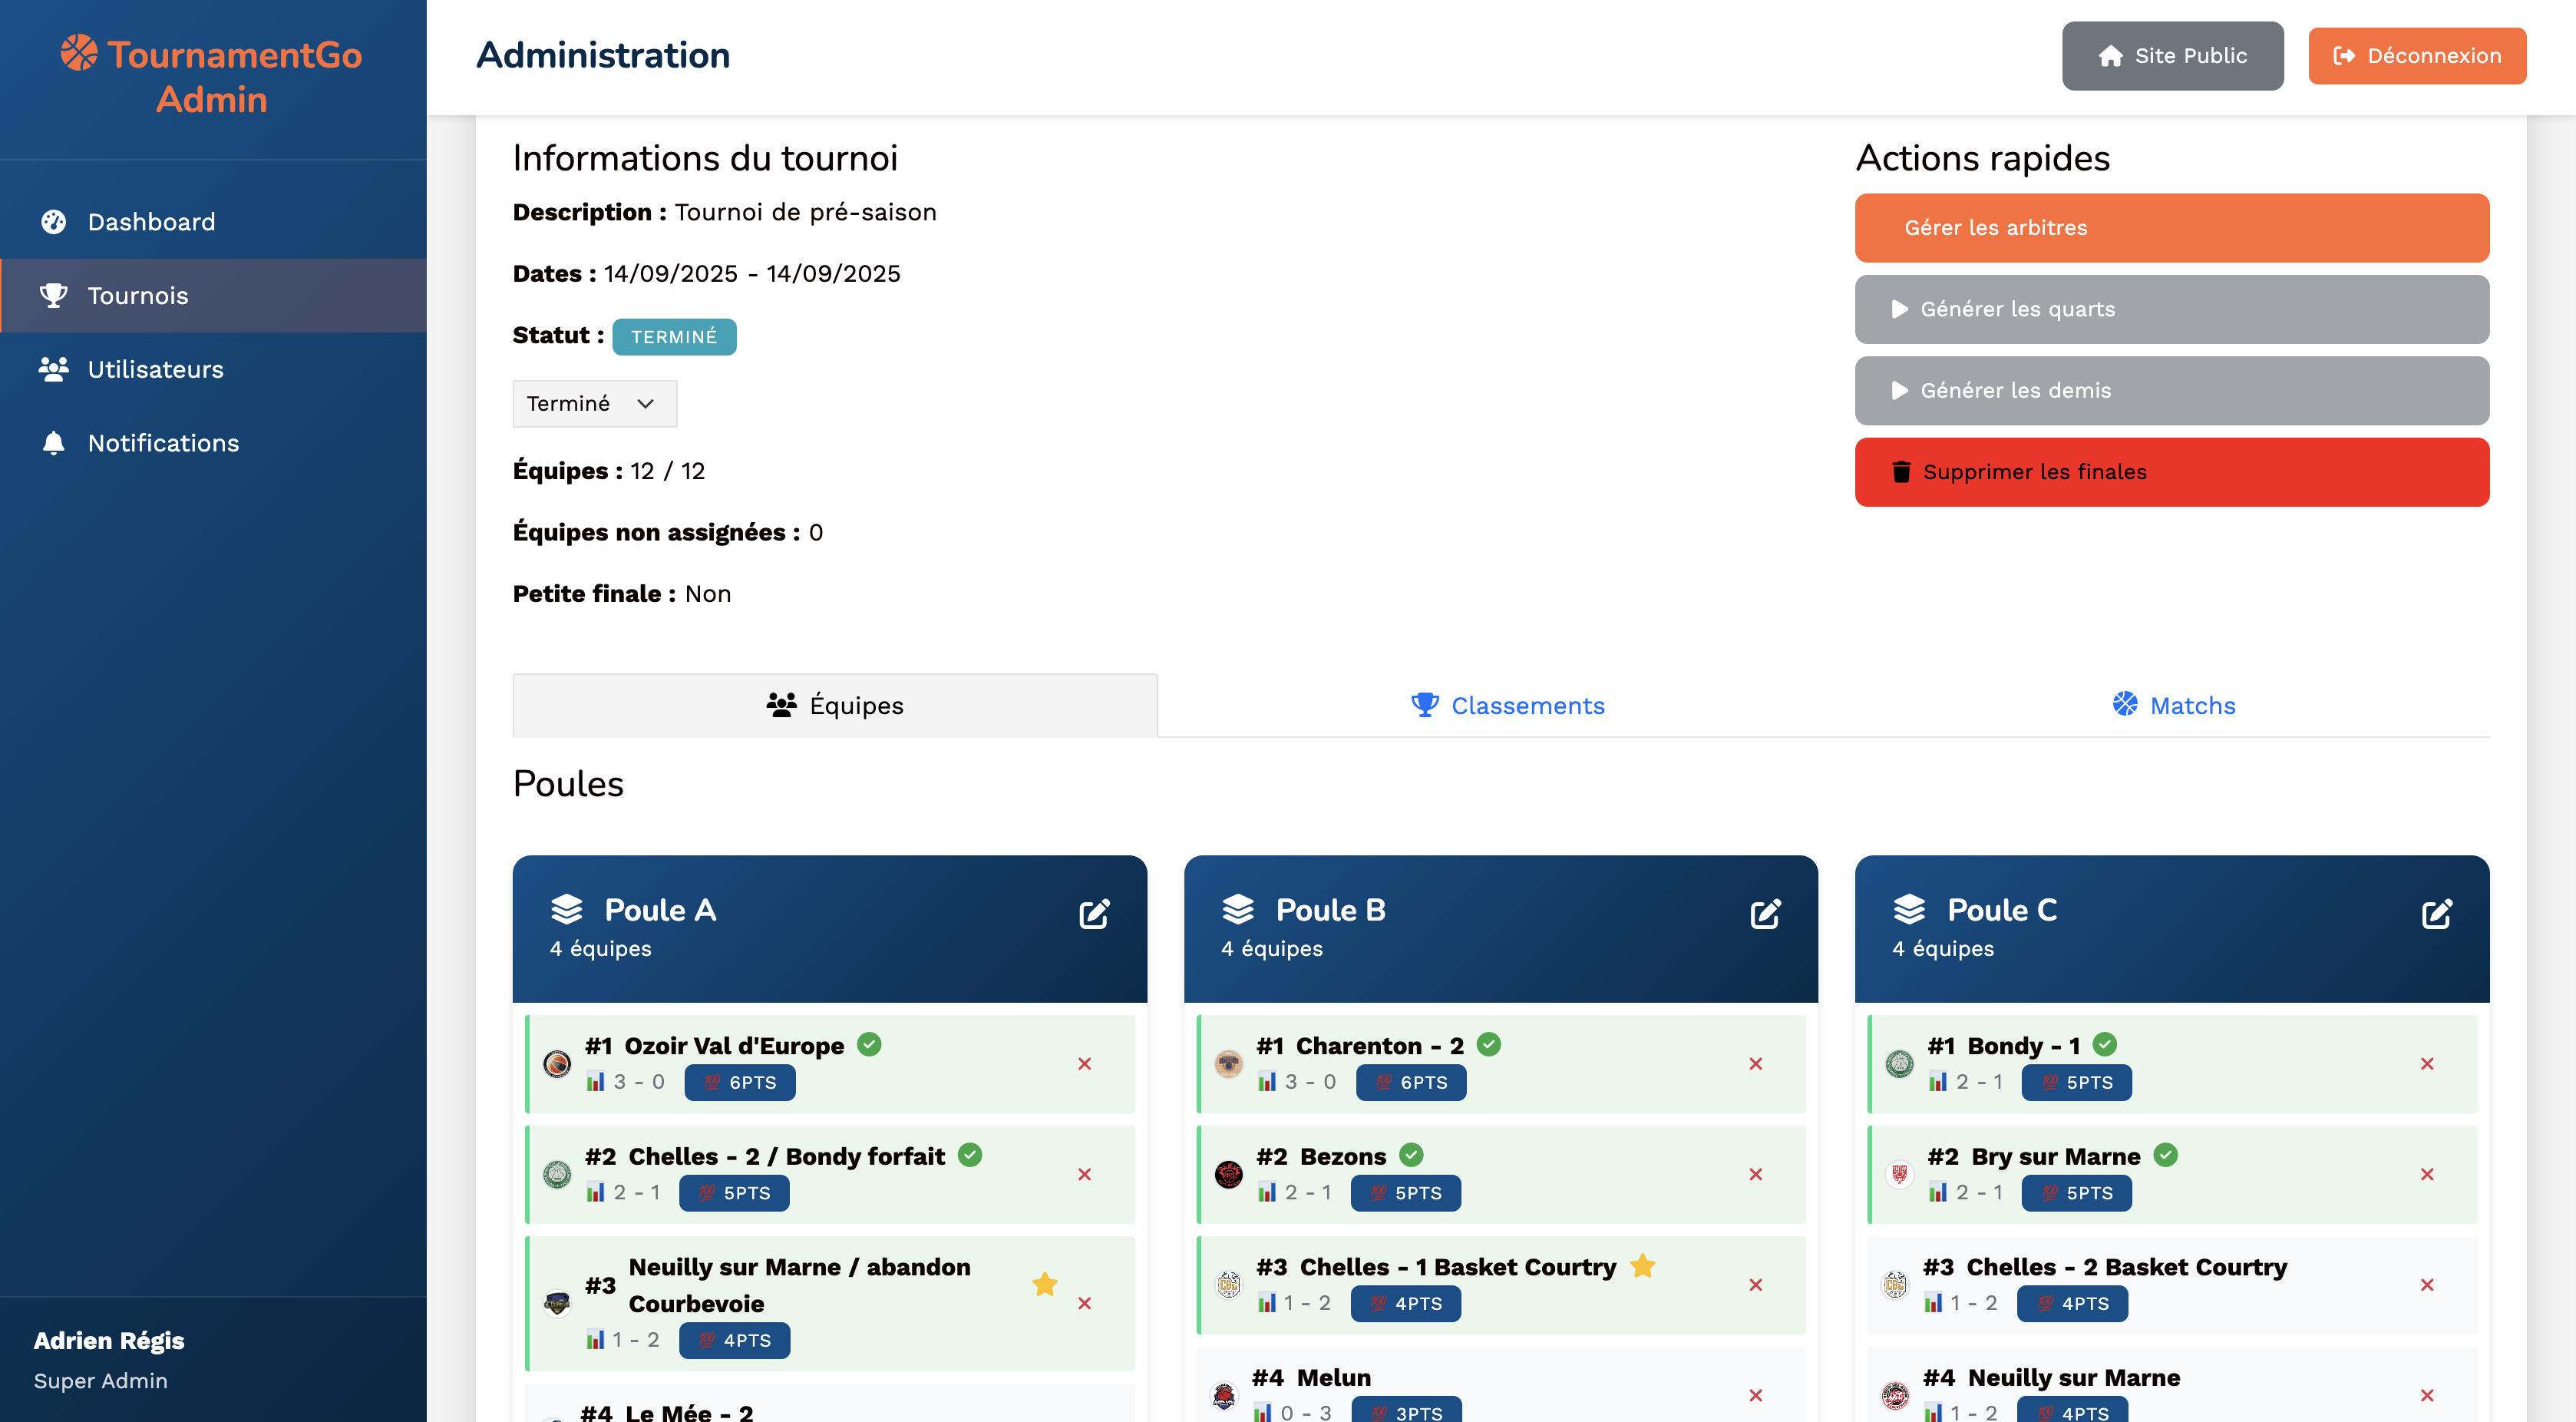 TournamentGo
Admin
Dashboard
Tournois
Utilisateurs
Notifications
Adrien Régis
Super Admin
Administration
Site Public
Déconnexion
Informations du tournoi
Description : Tournoi de pré-saison
Dates : 14/09/2025 - 14/09/2025
Statut : TERMINÉ
Terminé
Équipes : 12 / 12
Équipes non assignées : 0
Petite finale : Non
Actions rapides
Gérer les arbitres
Générer les quarts
Générer les demis
Supprimer les finales
Équipes
Classements
Matchs
Poules
Poule A
4 équipes
#1 Ozoir Val d'Europe
3 - 0 💯 6PTS
#2 Chelles - 2 / Bondy forfait
2 - 1 💯 5PTS
#3 Neuilly sur Marne / abandon
Courbevoie
1 - 2 💯 4PTS
#4 Le Mée - 2
Poule B
4 équipes
#1 Charenton - 2
3 - 0 💯 6PTS
#2 Bezons
2 - 1 💯 5PTS
#3 Chelles - 1 Basket Courtry
1 - 2 💯 4PTS
#4 Melun
0 - 3 💯 3PTS
Poule C
4 équipes
#1 Bondy - 1
2 - 1 💯 5PTS
#2 Bry sur Marne
2 - 1 💯 5PTS
#3 Chelles - 2 Basket Courtry
1 - 2 💯 4PTS
#4 Neuilly sur Marne
1 - 2 💯 4PTS